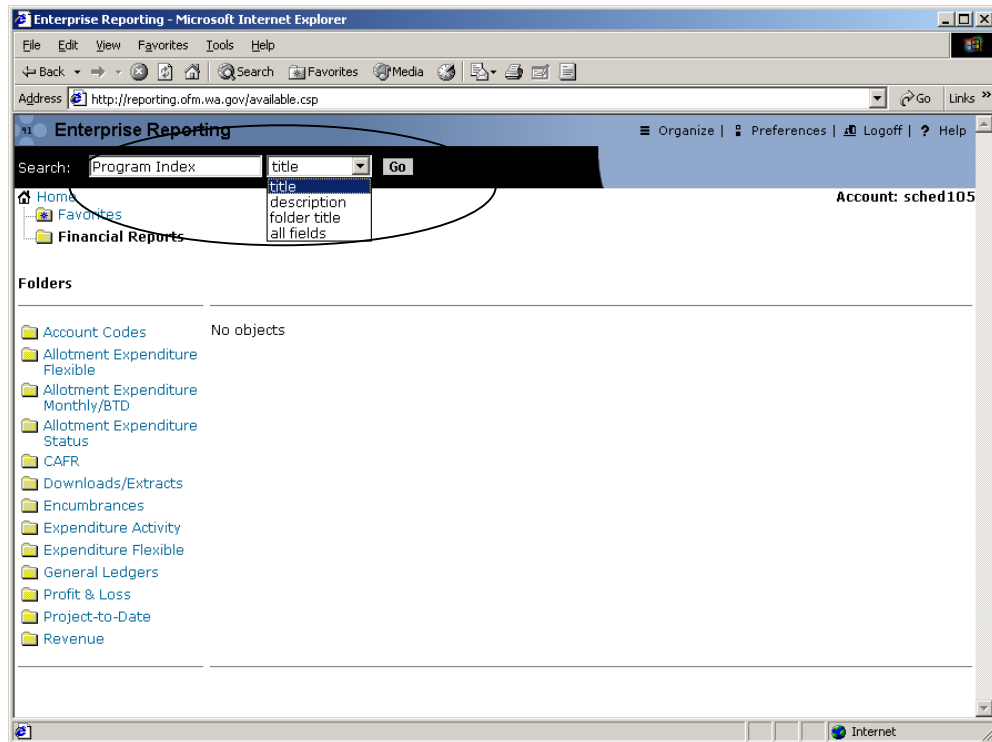 Enterprise Reporting - Microsoft Internet Explorer
File Edit View Favorites Tools Help
Back Search Favorites Media
Address http://reporting.ofm.wa.gov/available.csp Go Links »
Enterprise Reporting Organize | Preferences | Logoff | ? Help
Search: Program Index title Go
title
description
folder title
all fields
Home Account: sched105
Favorites
Financial Reports
Folders
Account Codes No objects
Allotment Expenditure
Flexible
Allotment Expenditure
Monthly/BTD
Allotment Expenditure
Status
CAFR
Downloads/Extracts
Encumbrances
Expenditure Activity
Expenditure Flexible
General Ledgers
Profit & Loss
Project-to-Date
Revenue
Internet